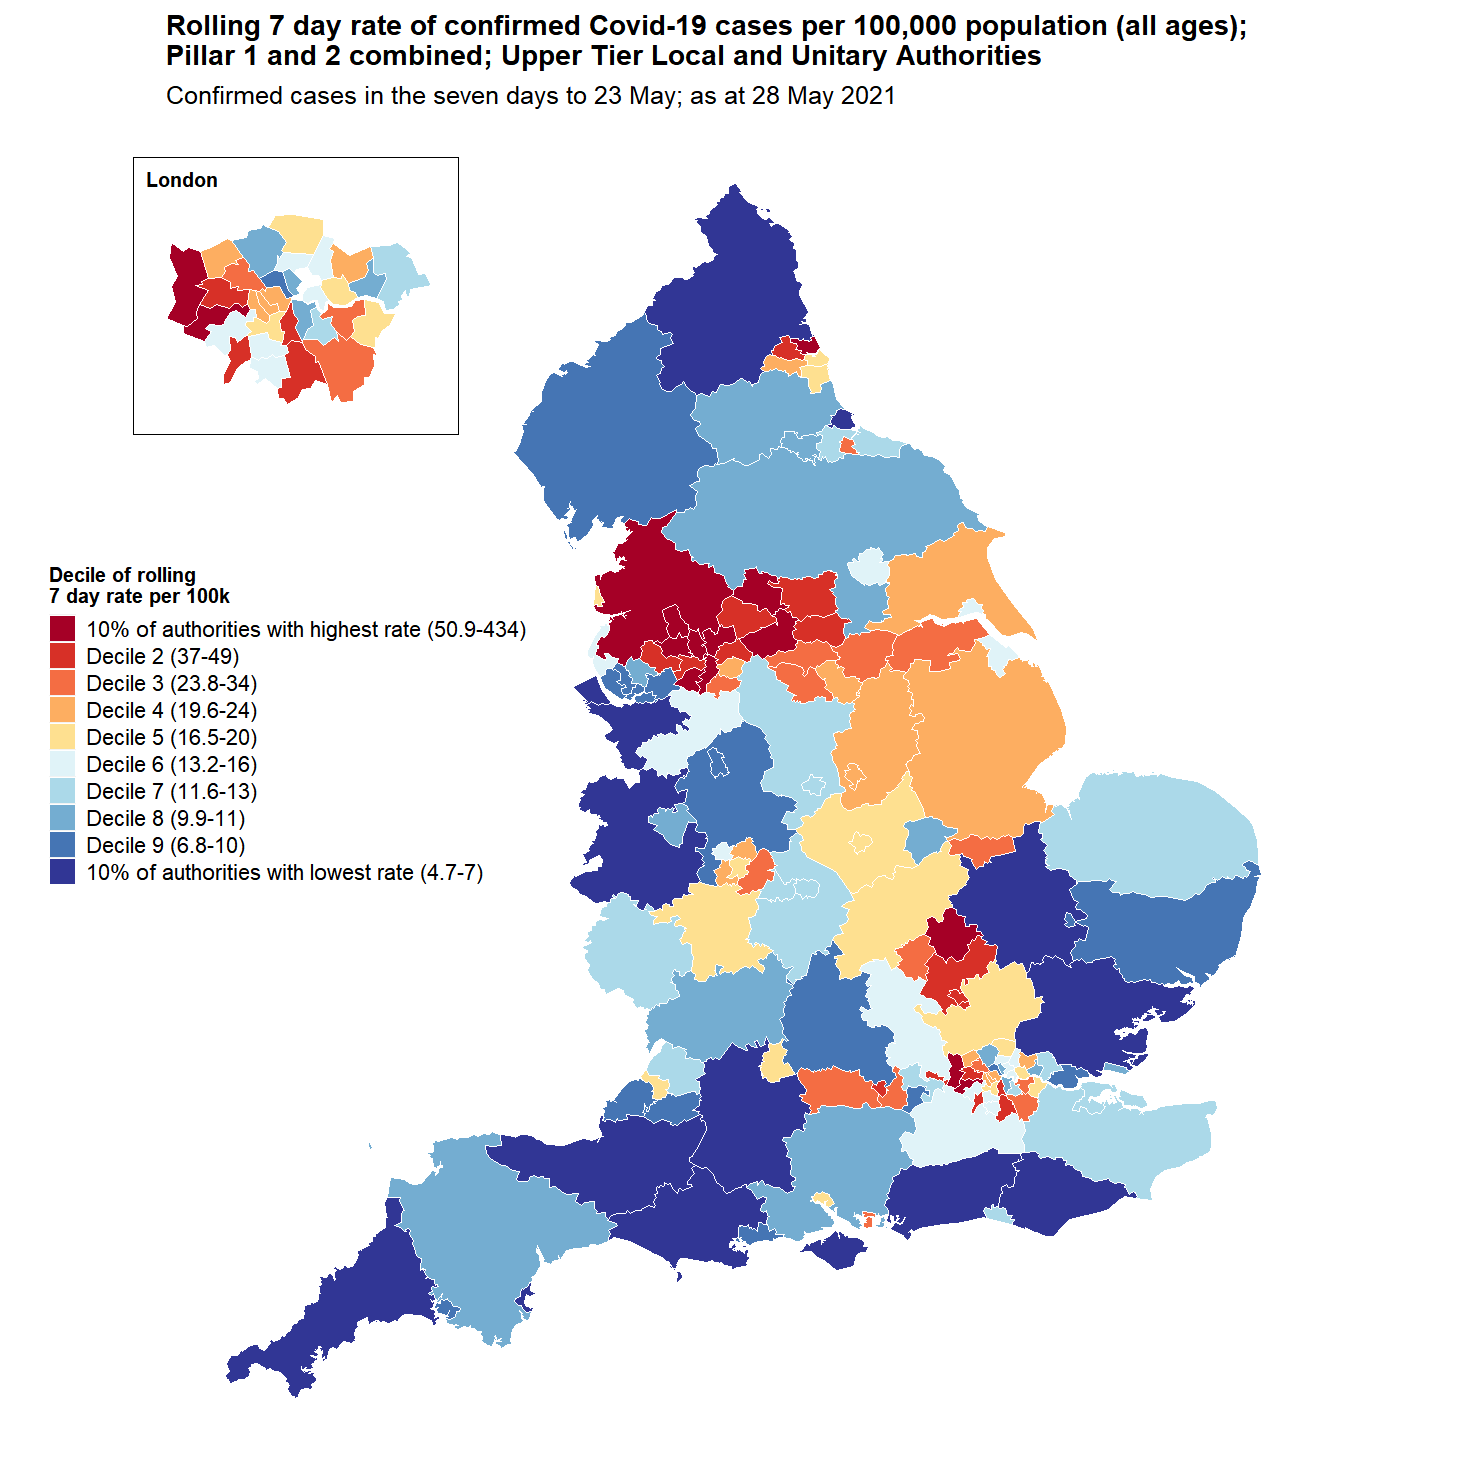 Rolling 7 day rate of confirmed Covid-19 cases per 100,000 population (all ages);
Pillar 1 and 2 combined; Upper Tier Local and Unitary Authorities
Confirmed cases in the seven days to 23 May; as at 28 May 2021
London
Decile of rolling
7 day rate per 100k
10% of authorities with highest rate (50.9-434)
Decile 2 (37-49)
Decile 3 (23.8-34)
Decile 4 (19.6-24)
Decile 5 (16.5-20)
Decile 6 (13.2-16)
Decile 7 (11.6-13)
Decile 8 (9.9-11)
Decile 9 (6.8-10)
10% of authorities with lowest rate (4.7-7)